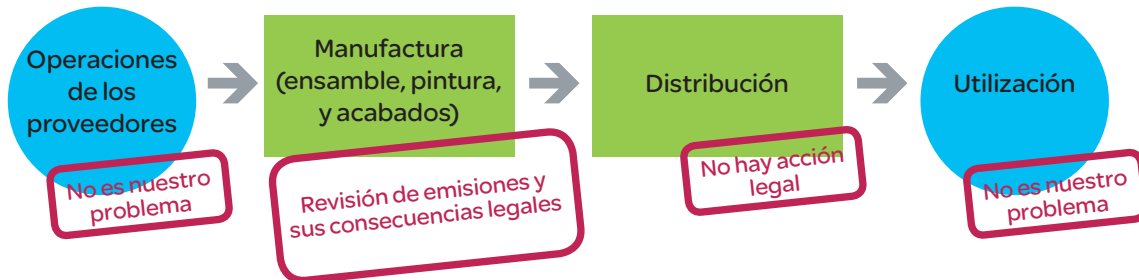 Operaciones
de los
proveedores
No es nuestro
problema
Manufactura
(ensamble, pintura,
y acabados)
Revisión de emisiones y
sus consecuencias legales
Distribución
No hay acción
legal
Utilización
No es nuestro
problema